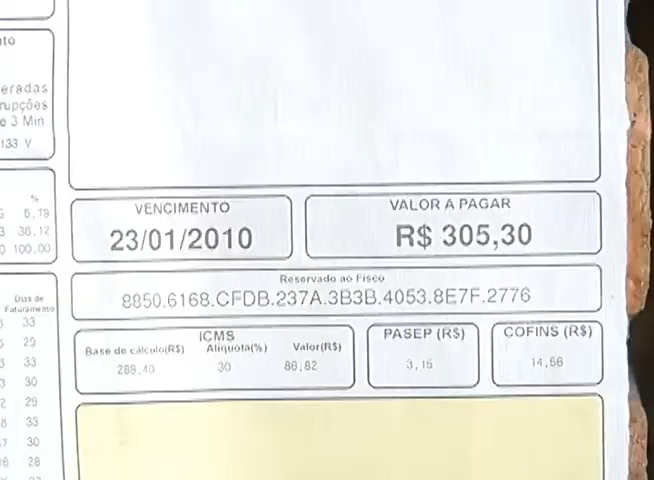 nto
eradas
rupções
e 3 Min
133 V
%
5,79
36,12
100,00
VENCIMENTO
23/01/2010
VALOR A PAGAR
R$ 305,30
Reservado ao Fisco
8850.6168.CFDB.237A.3B3B.4053.8E7F.2776
ICMS
Base de cálculo(R$) Alíquota(%) Valor(R$)
289,40 30 86,82
PASEP (R$)
3,15
COFINS (R$)
14,56
Dias de
Faturamento
33
29
33
30
29
33
30
28